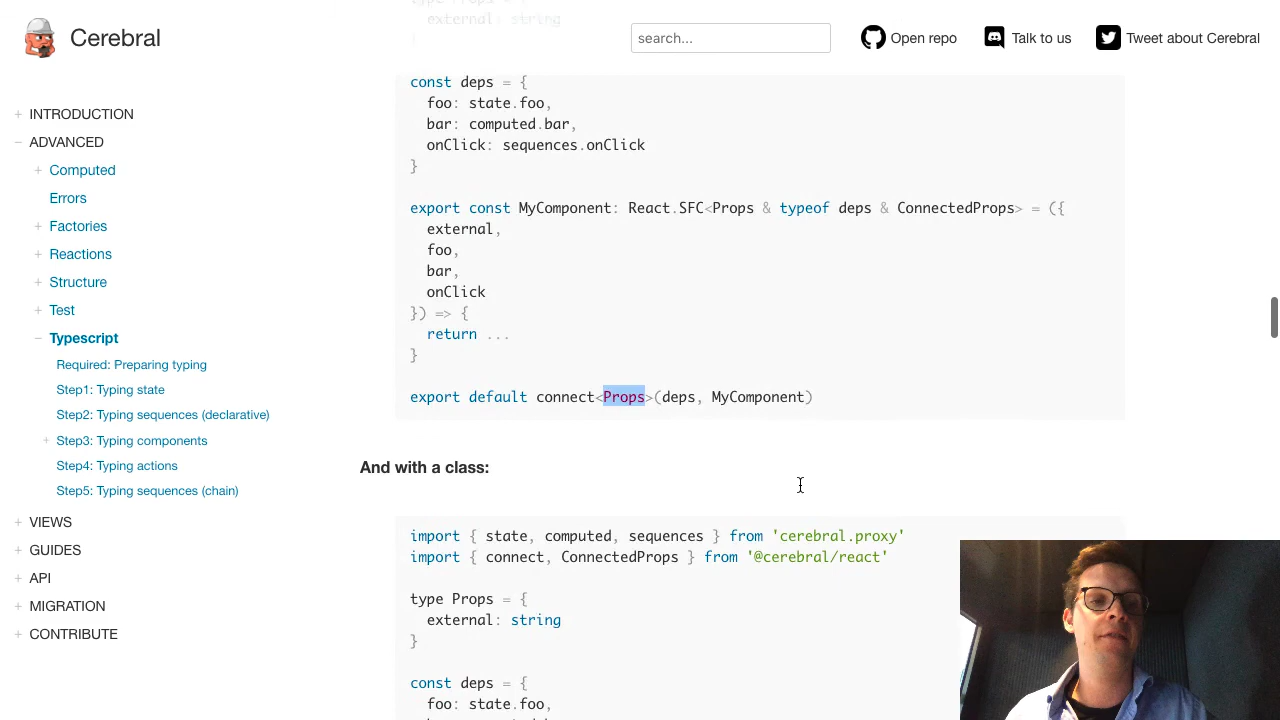 type Props = {
external: string
}
Cerebral
search...
Open repo
Talk to us
Tweet about Cerebral
+ INTRODUCTION
− ADVANCED
+ Computed
Errors
+ Factories
+ Reactions
+ Structure
+ Test
− Typescript
Required: Preparing typing
Step1: Typing state
Step2: Typing sequences (declarative)
+ Step3: Typing components
Step4: Typing actions
Step5: Typing sequences (chain)
+ VIEWS
+ GUIDES
+ API
+ MIGRATION
+ CONTRIBUTE
const deps = {
foo: state.foo,
bar: computed.bar,
onClick: sequences.onClick
}
export const MyComponent: React.SFC<Props & typeof deps & ConnectedProps> = ({
external,
foo,
bar,
onClick
}) => {
return ...
}
export default connect<Props>(deps, MyComponent)
And with a class:
import { state, computed, sequences } from 'cerebral.proxy'
import { connect, ConnectedProps } from '@cerebral/react'
type Props = {
external: string
}
const deps = {
foo: state.foo,